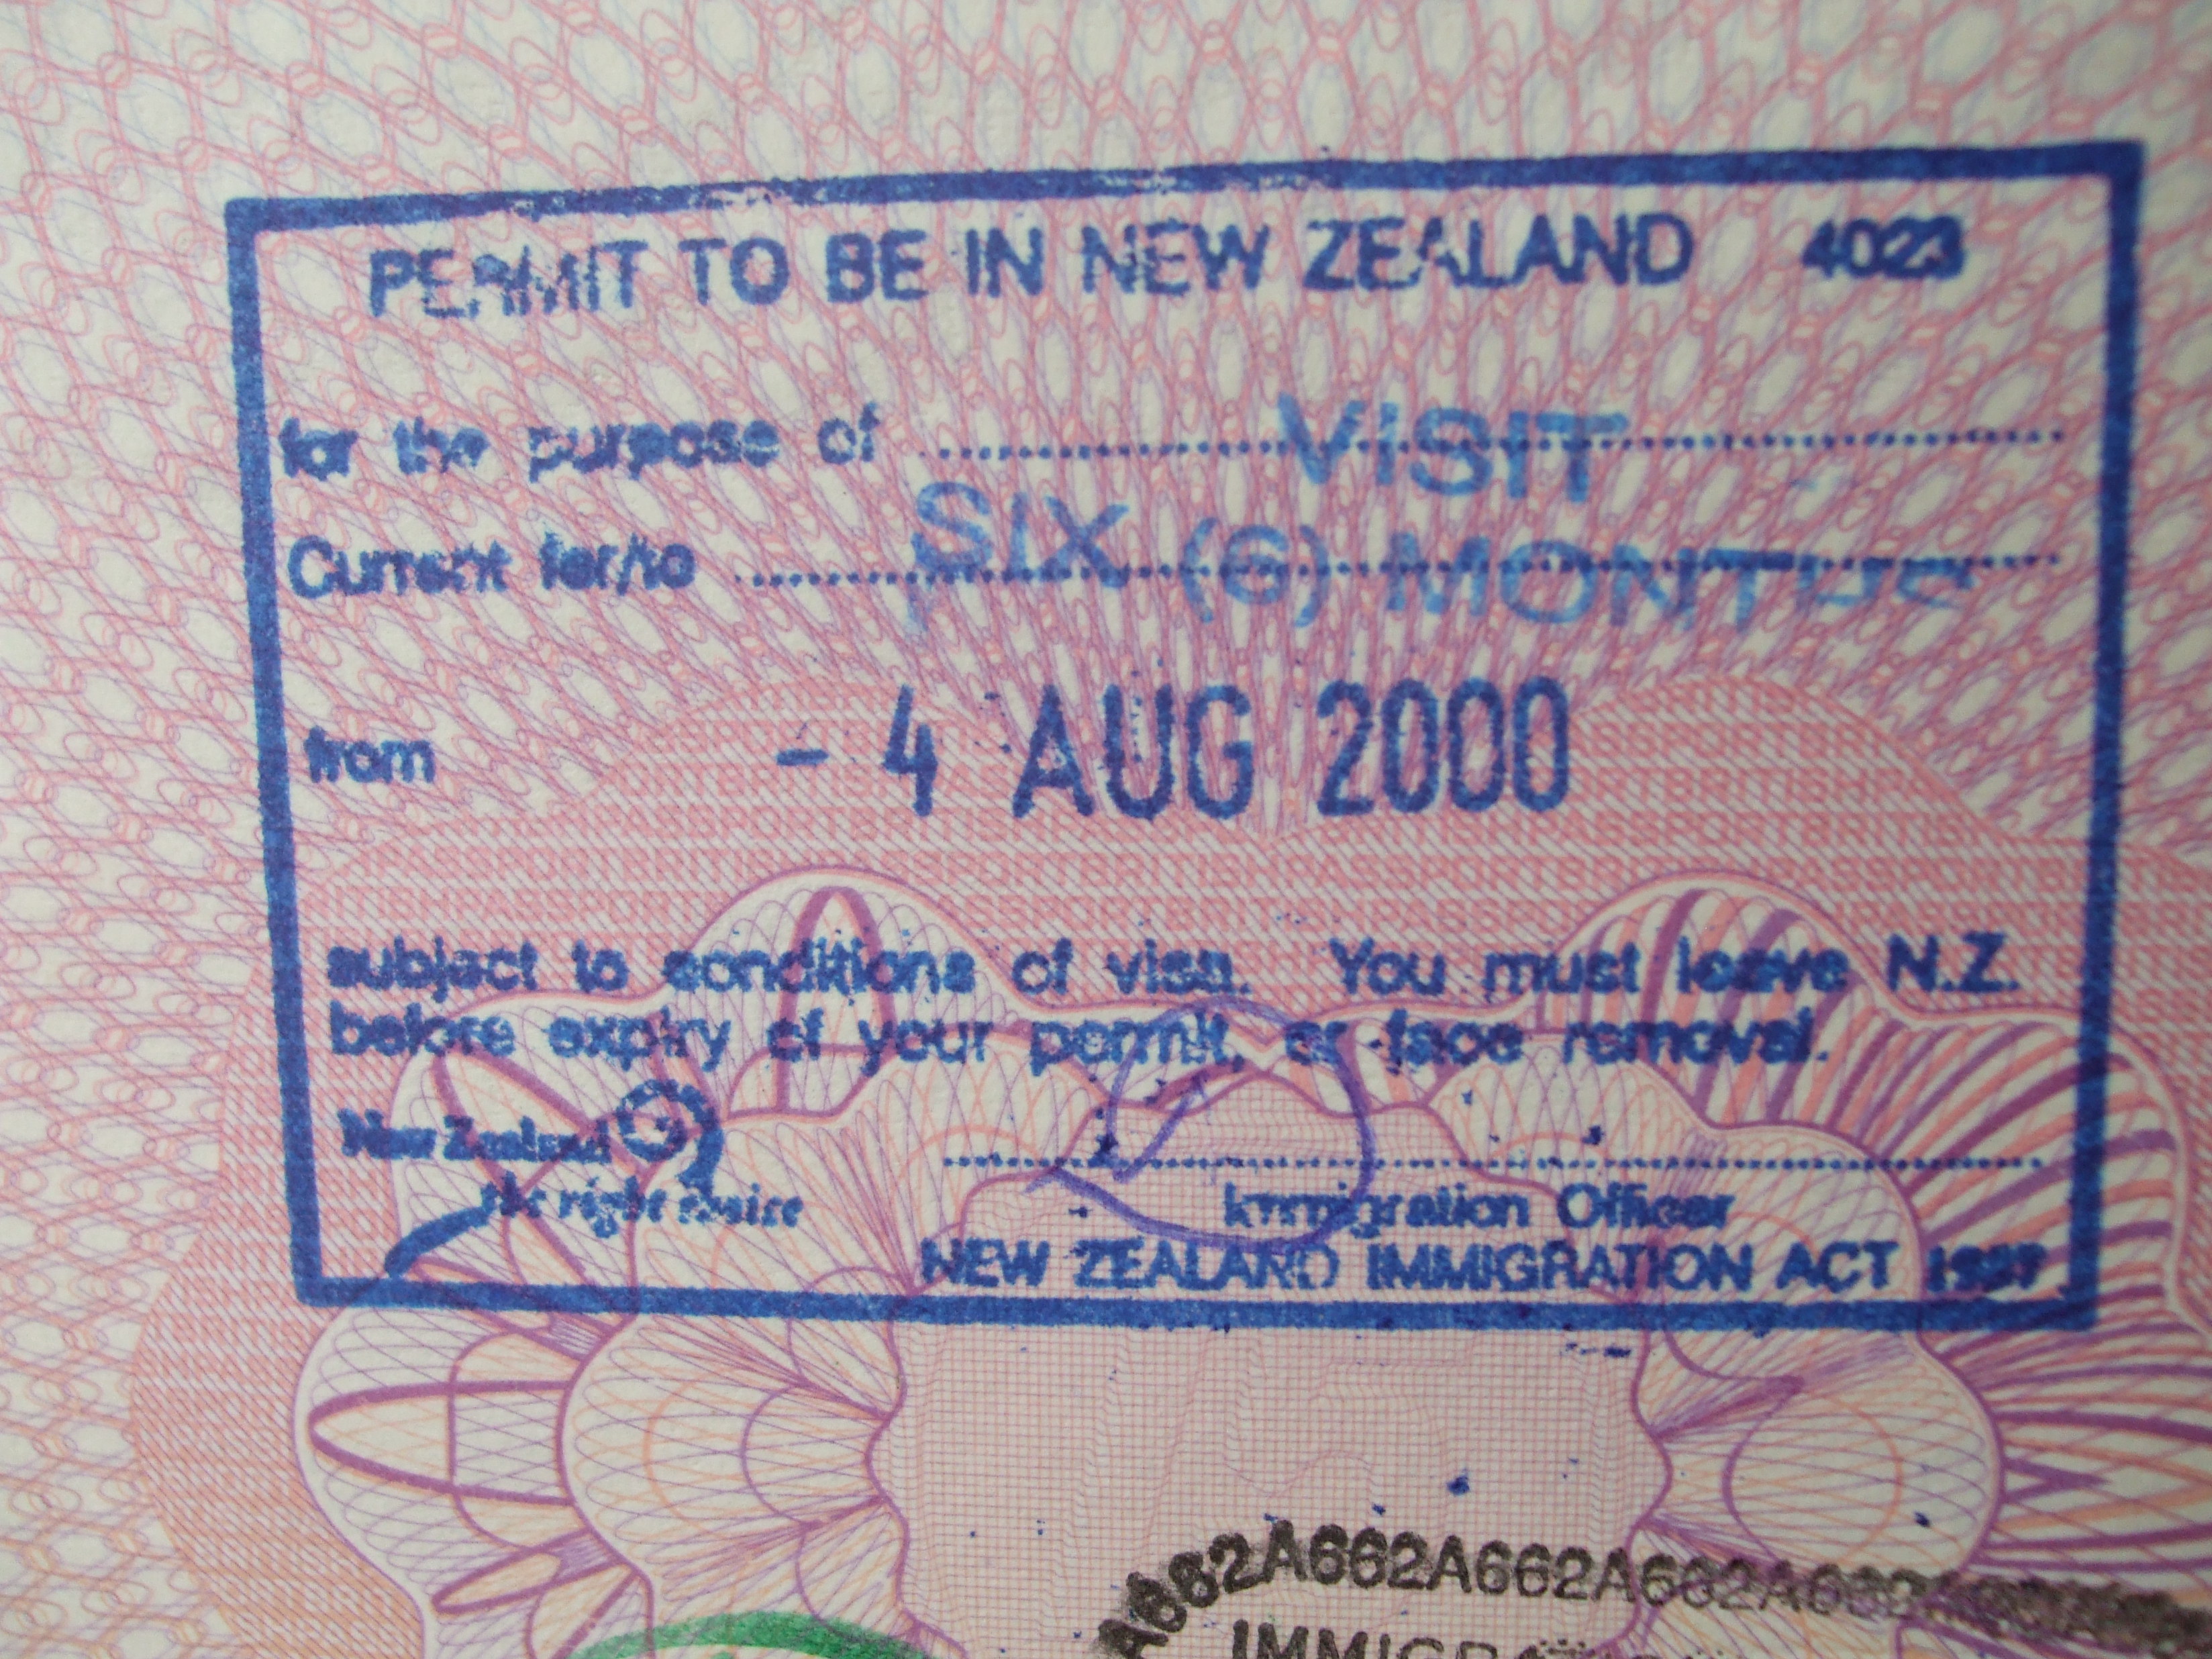 PERMIT TO BE IN NEW ZEALAND 4023
for the purpose of VISIT
Current for/to SIX (6) MONTHS
from - 4 AUG 2000
subject to conditions of visa. You must leave N.Z.
before expiry of your permit, or face removal.
New Zealand
the right choice
Immigration Officer
NEW ZEALAND IMMIGRATION ACT 1987
A662A662A662A662A662